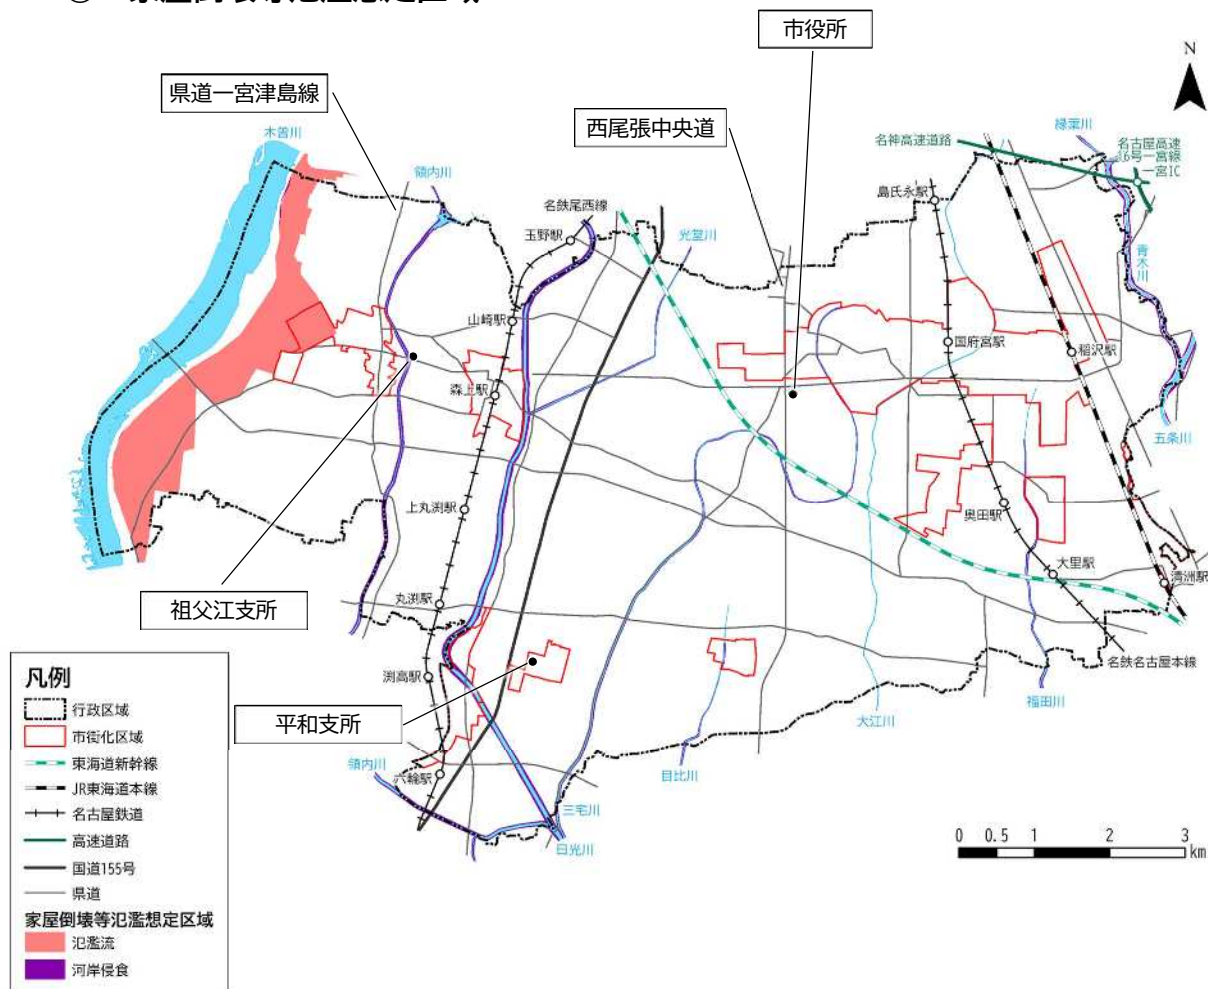 市役所
県道一宮津島線
西尾張中央道
N
木曽川
領内川
名鉄尾西線
玉野駅
光堂川
名神高速道路
緑葉川
名古屋高速
16号一宮線
一宮IC
島氏永駅
青木川
山崎駅
国府宮駅
稲沢駅
森上駅
五条川
上丸渕駅
奥田駅
大里駅
清洲駅
祖父江支所
丸渕駅
渕高駅
名鉄名古屋本線
平和支所
福田川
大江川
目比川
領内川
六輪駅
三宅川
日光川
凡例
行政区域
市街化区域
東海道新幹線
JR東海道本線
名古屋鉄道
高速道路
国道155号
県道
家屋倒壊等氾濫想定区域
氾濫流
河岸侵食
0 0.5 1 2 3
km